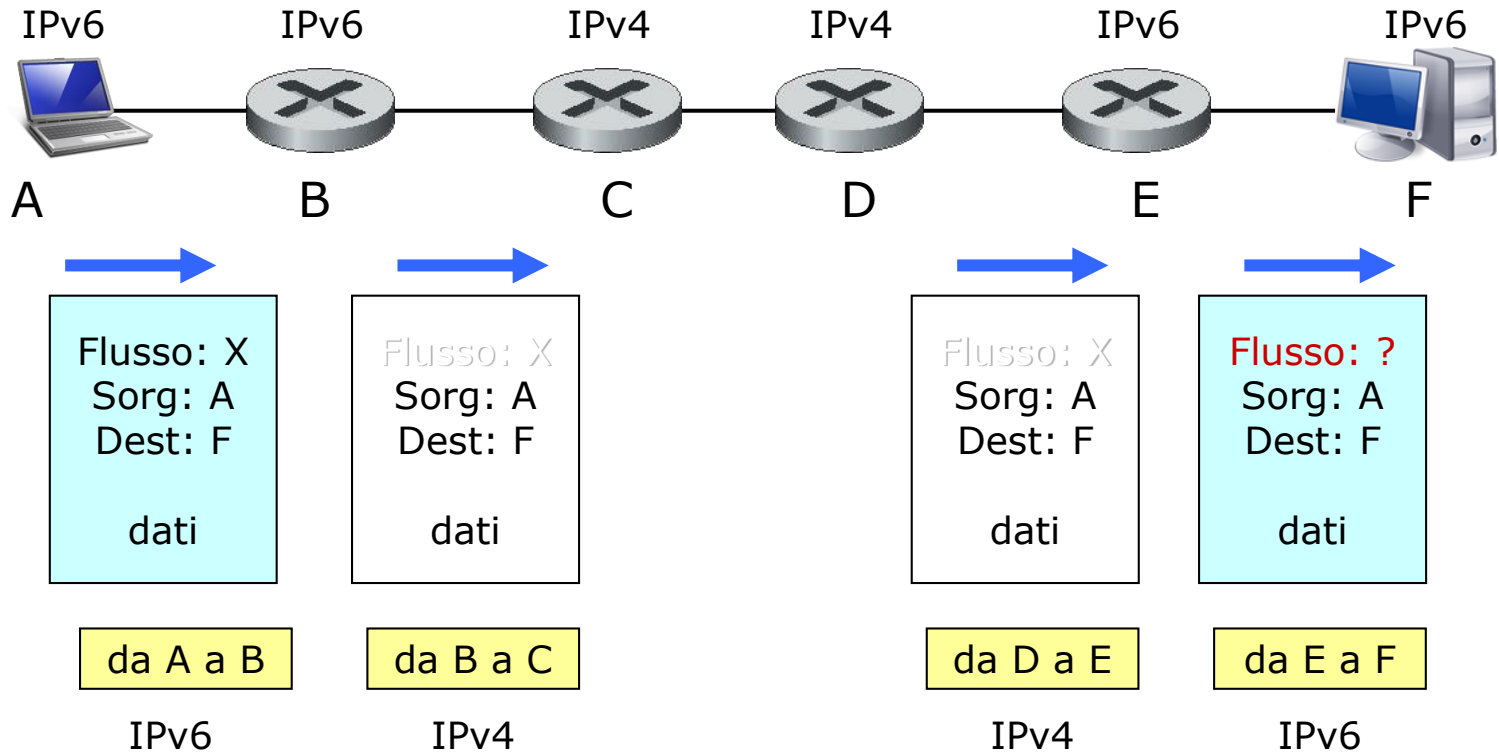 IPv6 IPv6 IPv4 IPv4 IPv6 IPv6
A B C D E F
Flusso: X
Sorg: A
Dest: F
dati
da A a B
IPv6
Flusso: X
Sorg: A
Dest: F
dati
da B a C
IPv4
Flusso: X
Sorg: A
Dest: F
dati
da D a E
IPv4
Flusso: ?
Sorg: A
Dest: F
dati
da E a F
IPv6